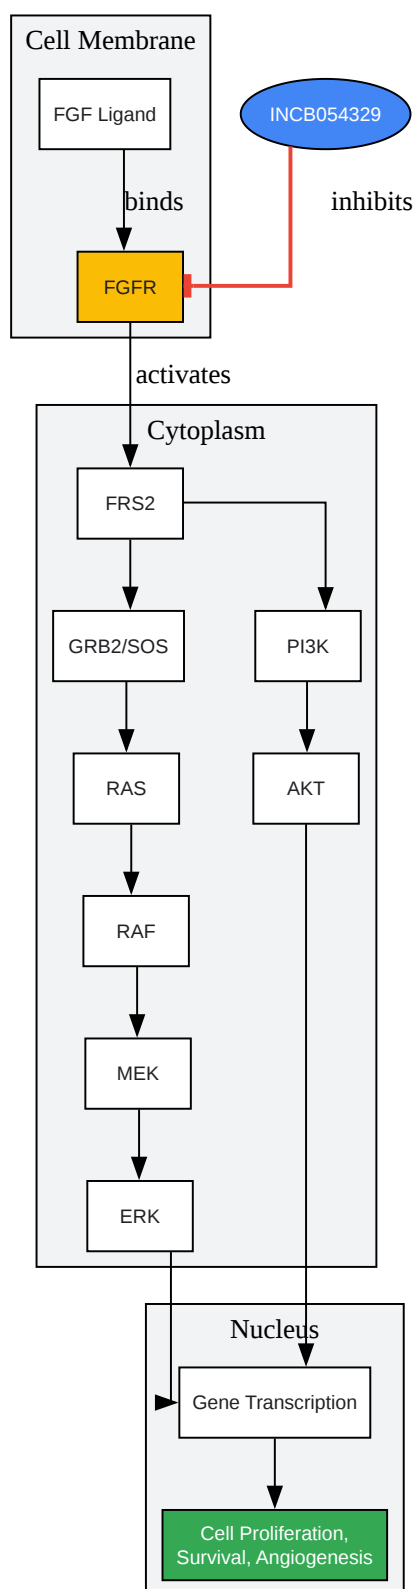 Cell Membrane
FGF Ligand
INCB054329
binds
inhibits
FGFR
activates
Cytoplasm
FRS2
GRB2/SOS
PI3K
RAS
AKT
RAF
MEK
ERK
Nucleus
Gene Transcription
Cell Proliferation,
Survival, Angiogenesis